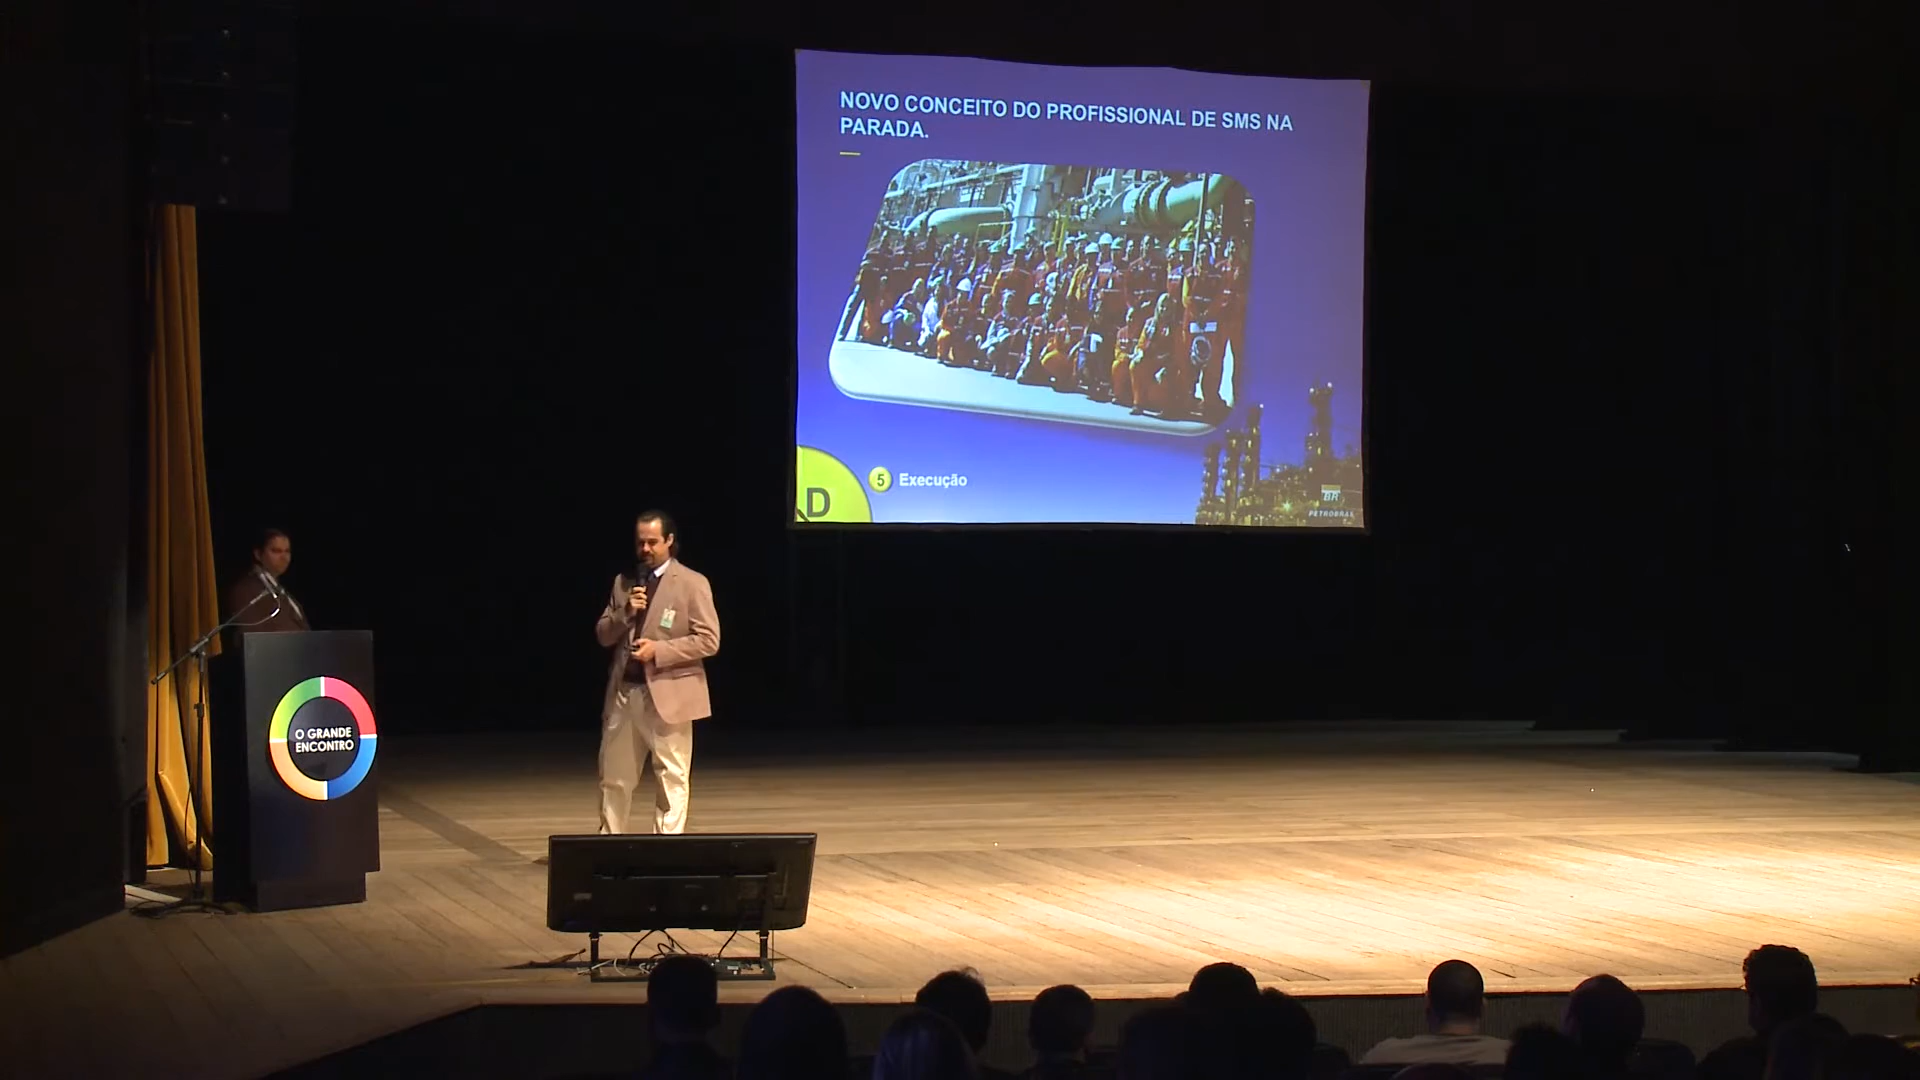 NOVO CONCEITO DO PROFISSIONAL DE SMS NA
PARADA.
D
5 Execução
BR
PETROBRAS
O GRANDE
ENCONTRO